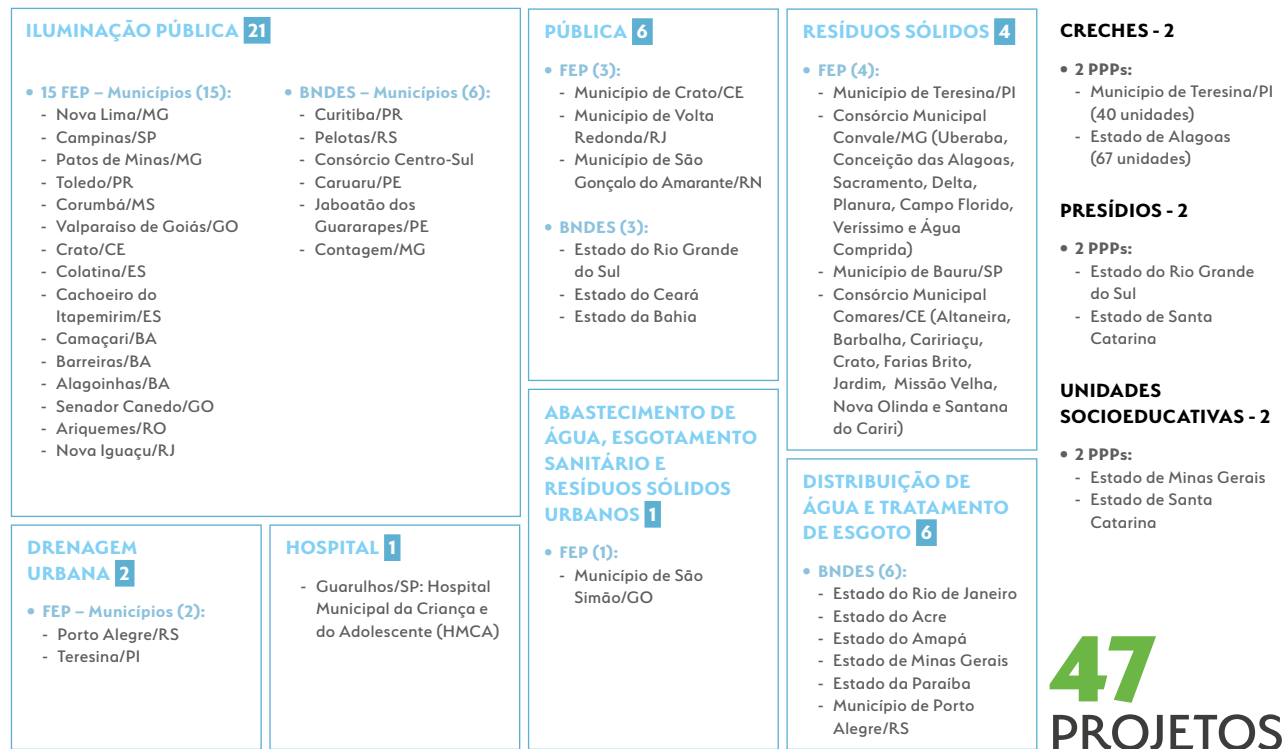 ILUMINAÇÃO PÚBLICA 21
• 15 FEP – Municípios (15):
- Nova Lima/MG
- Campinas/SP
- Patos de Minas/MG
- Toledo/PR
- Corumbá/MS
- Valparaíso de Goiás/GO
- Crato/CE
- Colatina/ES
- Cachoeiro do
Itapemirim/ES
- Camaçari/BA
- Barreiras/BA
- Alagoinhas/BA
- Senador Canedo/GO
- Ariquemes/RO
- Nova Iguaçu/RJ
• BNDES – Municípios (6):
- Curitiba/PR
- Pelotas/RS
- Consórcio Centro-Sul
- Caruaru/PE
- Jaboatão dos
Guararapes/PE
- Contagem/MG
DRENAGEM
URBANA 2
• FEP – Municípios (2):
- Porto Alegre/RS
- Teresina/PI
HOSPITAL 1
- Guarulhos/SP: Hospital
Municipal da Criança e
do Adolescente (HMCA)
PÚBLICA 6
• FEP (3):
- Município de Crato/CE
- Município de Volta
Redonda/RJ
- Município de São
Gonçalo do Amarante/RN
• BNDES (3):
- Estado do Rio Grande
do Sul
- Estado do Ceará
- Estado da Bahia
ABASTECIMENTO DE
ÁGUA, ESGOTAMENTO
SANITÁRIO E
RESÍDUOS SÓLIDOS
URBANOS 1
• FEP (1):
- Município de São
Simão/GO
RESÍDUOS SÓLIDOS 4
• FEP (4):
- Município de Teresina/PI
- Consórcio Municipal
Convale/MG (Uberaba,
Conceição das Alagoas,
Sacramento, Delta,
Planura, Campo Florido,
Veríssimo e Água
Comprida)
- Município de Bauru/SP
- Consórcio Municipal
Comares/CE (Altaneira,
Barbalha, Caririaçu,
Crato, Farias Brito,
Jardim, Missão Velha,
Nova Olinda e Santana
do Cariri)
DISTRIBUIÇÃO DE
ÁGUA E TRATAMENTO
DE ESGOTO 6
• BNDES (6):
- Estado do Rio de Janeiro
- Estado do Acre
- Estado do Amapá
- Estado de Minas Gerais
- Estado da Paraíba
- Município de Porto
Alegre/RS
CRECHES - 2
• 2 PPPs:
- Município de Teresina/PI
(40 unidades)
- Estado de Alagoas
(67 unidades)
PRESÍDIOS - 2
• 2 PPPs:
- Estado do Rio Grande
do Sul
- Estado de Santa
Catarina
UNIDADES
SOCIOEDUCATIVAS - 2
• 2 PPPs:
- Estado de Minas Gerais
- Estado de Santa
Catarina
47
PROJETOS